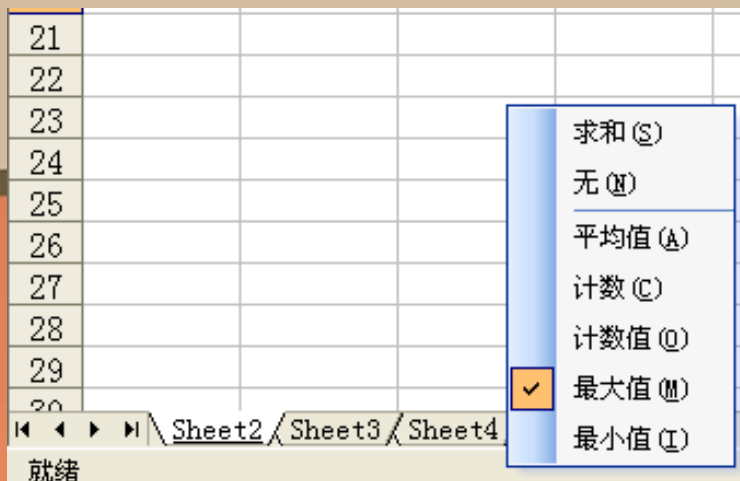 21
22
23
24
25
26
27
28
29
30
求和(S)
无(N)
平均值(A)
计数(C)
计数值(O)
最大值(M)
最小值(I)
Sheet2 Sheet3 Sheet4
就绪